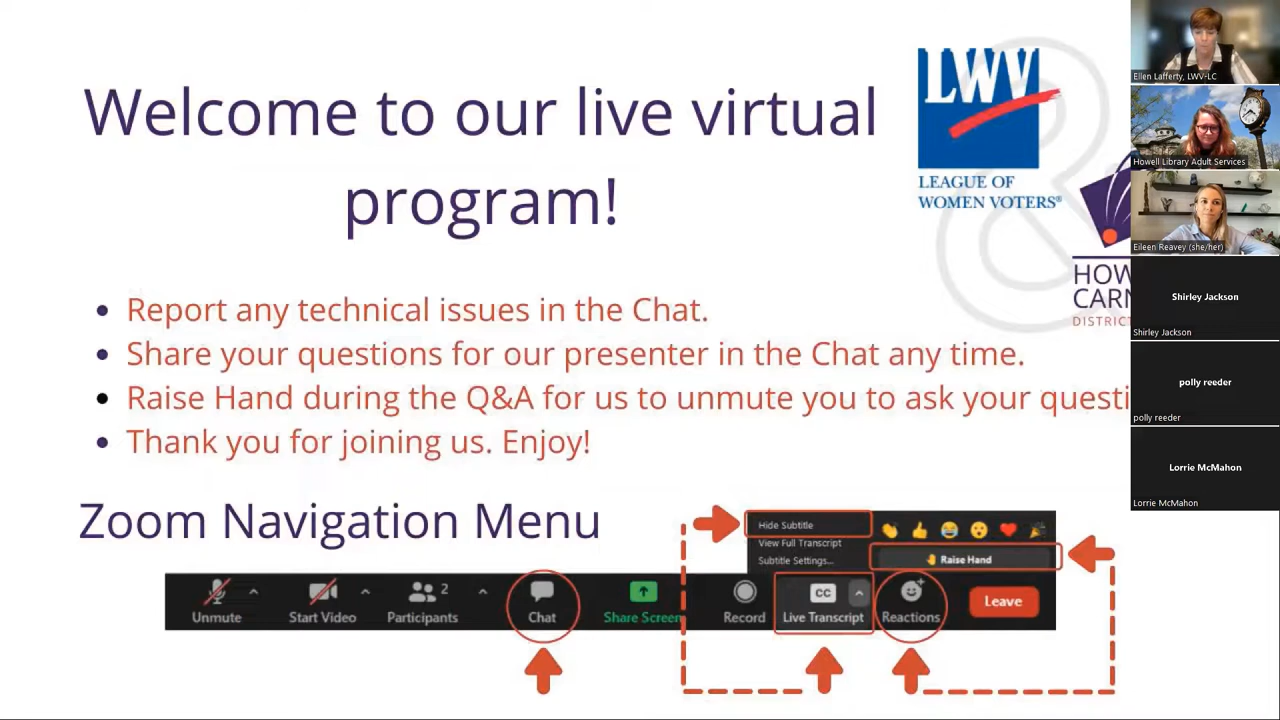 Welcome to our live virtual
program!
LWV
LEAGUE OF
WOMEN VOTERS®
&
HOW
CARN
DISTRIC
Report any technical issues in the Chat.
Share your questions for our presenter in the Chat any time.
Raise Hand during the Q&A for us to unmute you to ask your questi
Thank you for joining us. Enjoy!
Zoom Navigation Menu
Hide Subtitle
View Full Transcript
Subtitle Settings...
Raise Hand
Unmute
Start Video
2
Participants
Chat
Share Screen
Record
CC
Live Transcript
Reactions
Leave
Ellen Lafferty, LWV-LC
Howell Library Adult Services
Eileen Reavey (she/her)
Shirley Jackson
Shirley Jackson
polly reeder
polly reeder
Lorrie McMahon
Lorrie McMahon